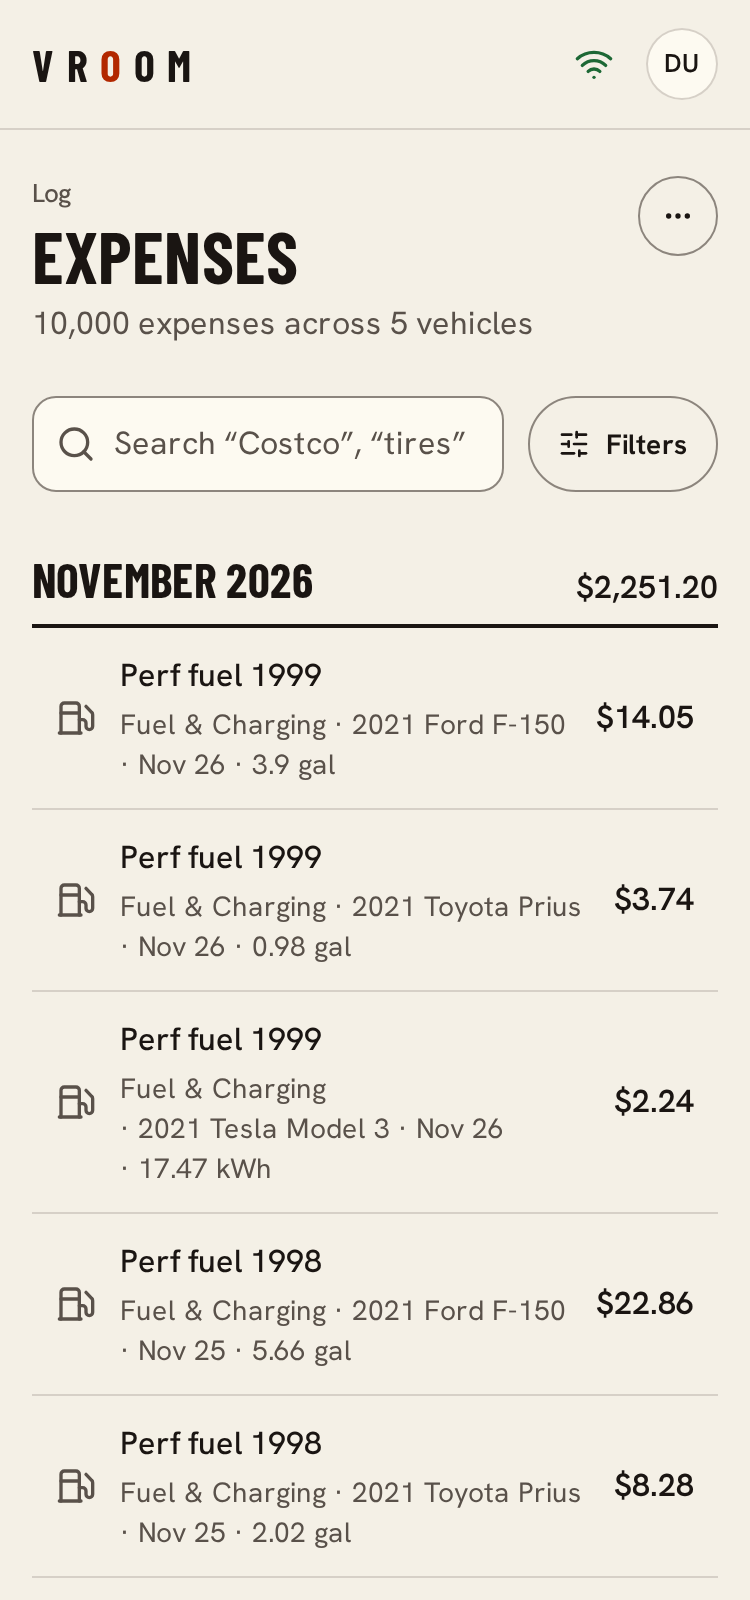 VROOM
DU
Log
EXPENSES
10,000 expenses across 5 vehicles
Search “Costco”, “tires”
Filters
NOVEMBER 2026
$2,251.20
Perf fuel 1999
Fuel & Charging · 2021 Ford F-150
· Nov 26 · 3.9 gal
$14.05
Perf fuel 1999
Fuel & Charging · 2021 Toyota Prius
· Nov 26 · 0.98 gal
$3.74
Perf fuel 1999
Fuel & Charging
· 2021 Tesla Model 3 · Nov 26
· 17.47 kWh
$2.24
Perf fuel 1998
Fuel & Charging · 2021 Ford F-150
· Nov 25 · 5.66 gal
$22.86
Perf fuel 1998
Fuel & Charging · 2021 Toyota Prius
· Nov 25 · 2.02 gal
$8.28